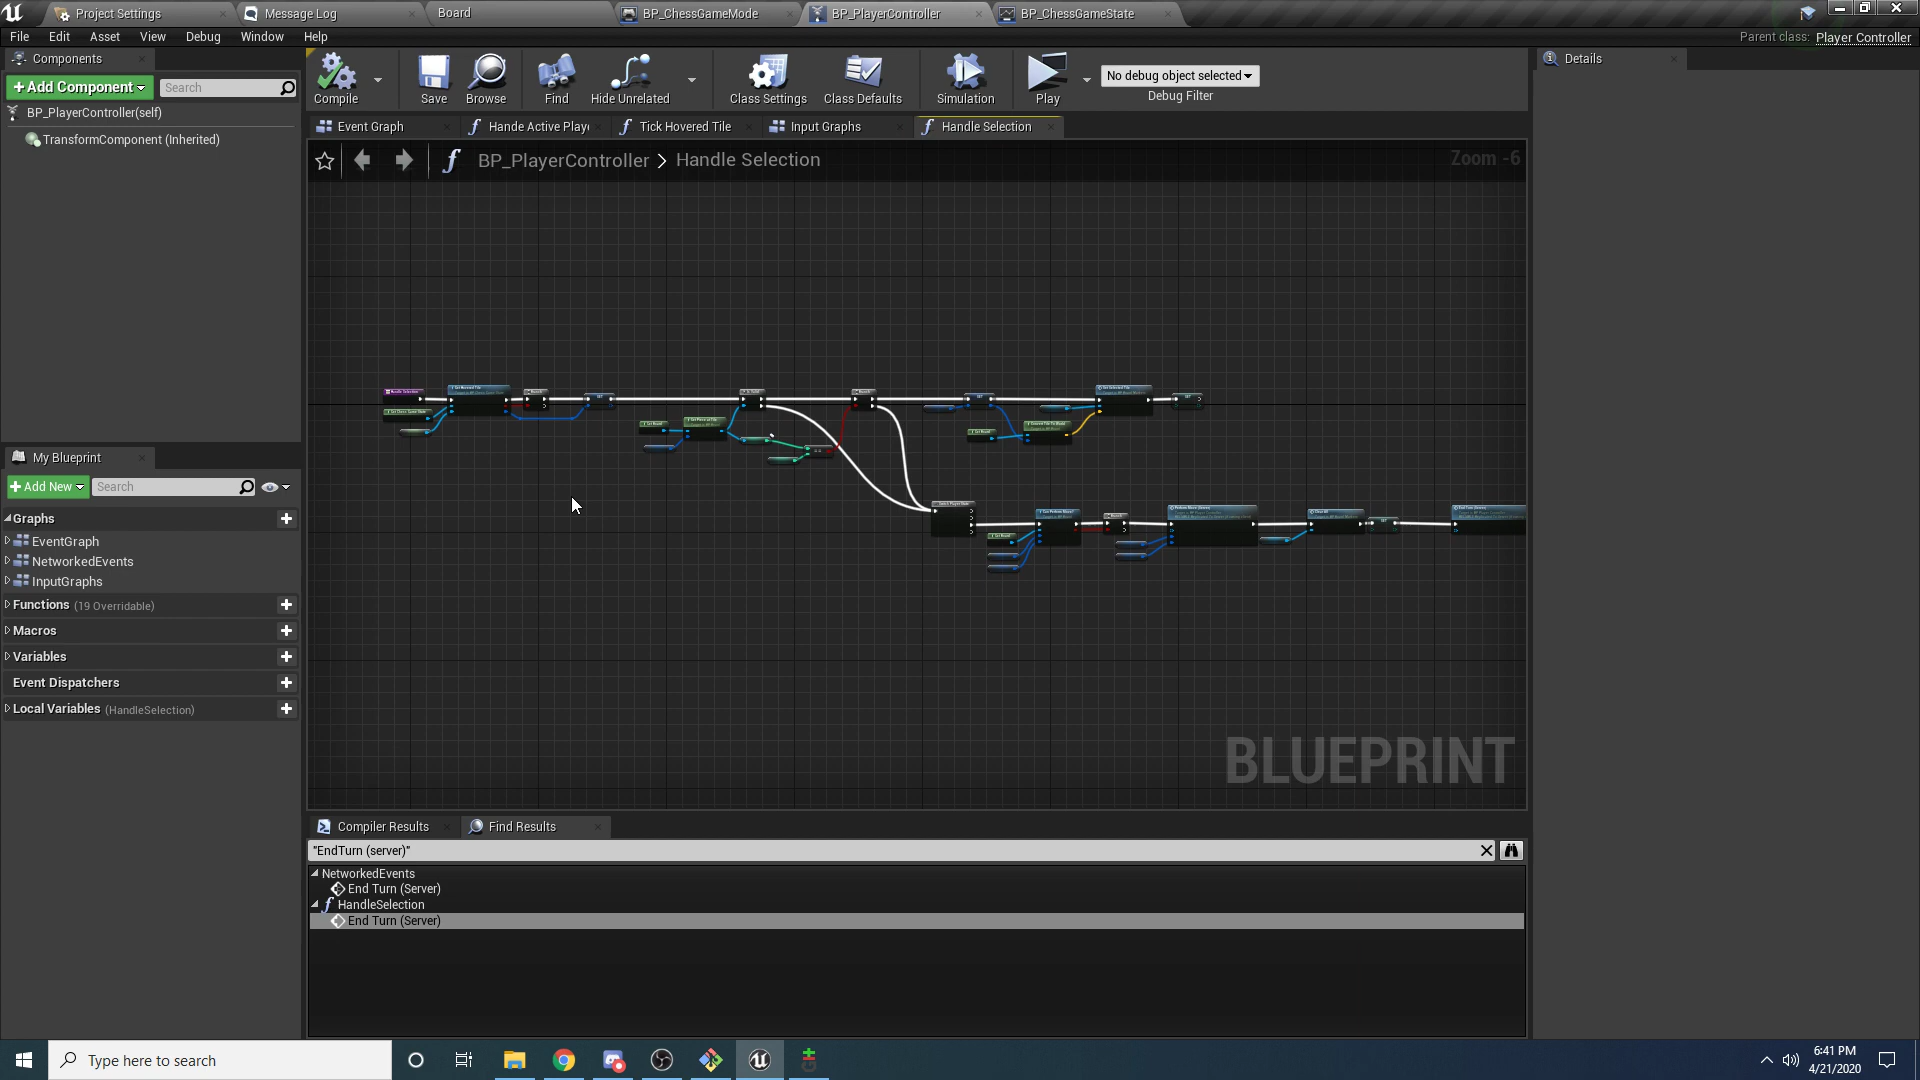 Project Settings
Message Log
Board
BP_ChessGameMode
BP_PlayerController
BP_ChessGameState
File Edit Asset View Debug Window Help
Parent class: Player Controller
Components
Details
+ Add Component
Search
Compile
Save
Browse
Find
Hide Unrelated
Class Settings
Class Defaults
Simulation
Play
No debug object selected
Debug Filter
BP_PlayerController(self)
TransformComponent (Inherited)
Event Graph
Hande Active Playe
Tick Hovered Tile
Input Graphs
Handle Selection
BP_PlayerController > Handle Selection
Zoom -6
My Blueprint
+ Add New
Search
Graphs
EventGraph
NetworkedEvents
InputGraphs
Functions (19 Overridable)
Macros
Variables
Event Dispatchers
Local Variables (HandleSelection)
BLUEPRINT
Compiler Results
Find Results
"EndTurn (server)"
NetworkedEvents
End Turn (Server)
HandleSelection
End Turn (Server)
Type here to search
6:41 PM
4/21/2020